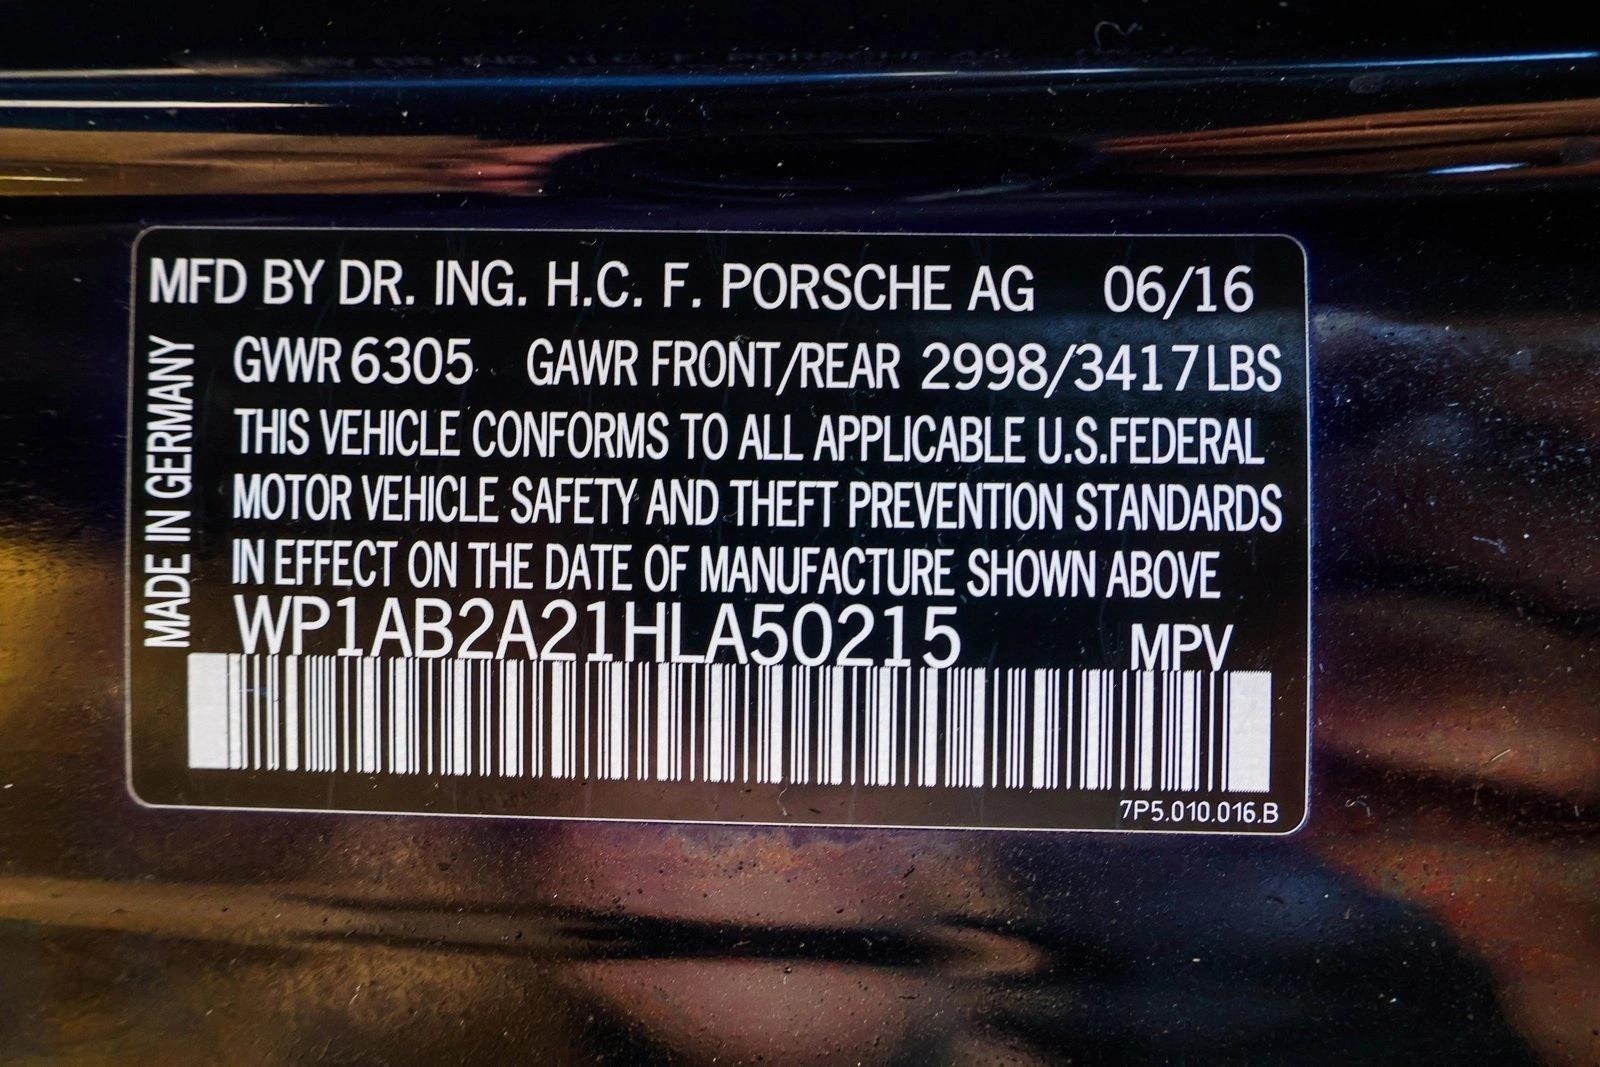 MFD BY DR. ING. H.C. F. PORSCHE AG 06/16
MADE IN GERMANY
GVWR 6305 GAWR FRONT/REAR 2998/3417 LBS
THIS VEHICLE CONFORMS TO ALL APPLICABLE U.S.FEDERAL
MOTOR VEHICLE SAFETY AND THEFT PREVENTION STANDARDS
IN EFFECT ON THE DATE OF MANUFACTURE SHOWN ABOVE
WP1AB2A21HLA50215 MPV
7P5.010.016.B